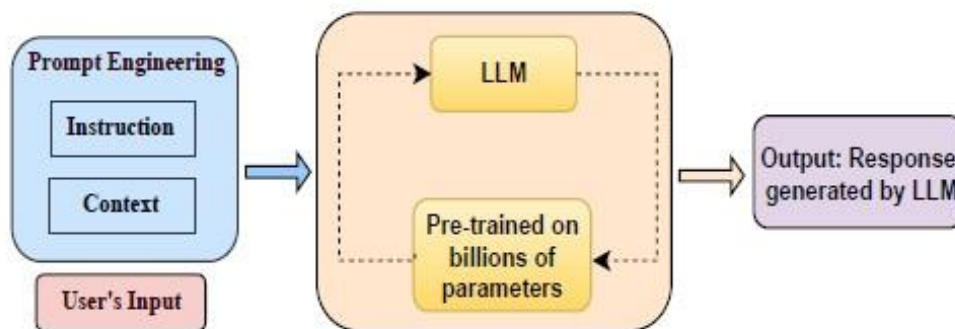 Prompt Engineering
Instruction
Context
User's Input
LLM
Pre-trained on
billions of
parameters
Output: Response
generated by LLM